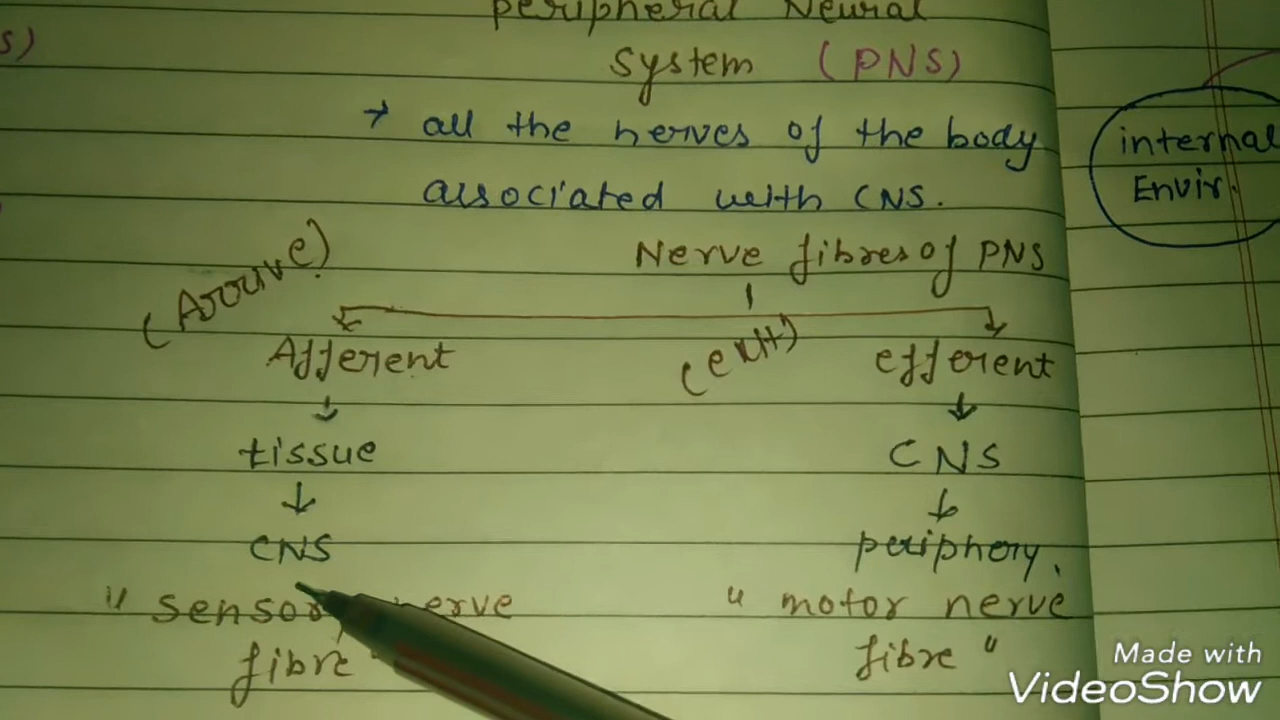 s)
peripheral Neural
system (PNS)
→ all the nerves of the body
associated with CNS.
internal
Envir.
Nerve fibres of PNS
(Arrive)
(exit)
Afferent
efferent
↓ ↓
tissue
CNS
↓ ↓
CNS
periphery.
"sensory nerve
fibre"
"motor nerve
fibre"
Made with
VideoShow